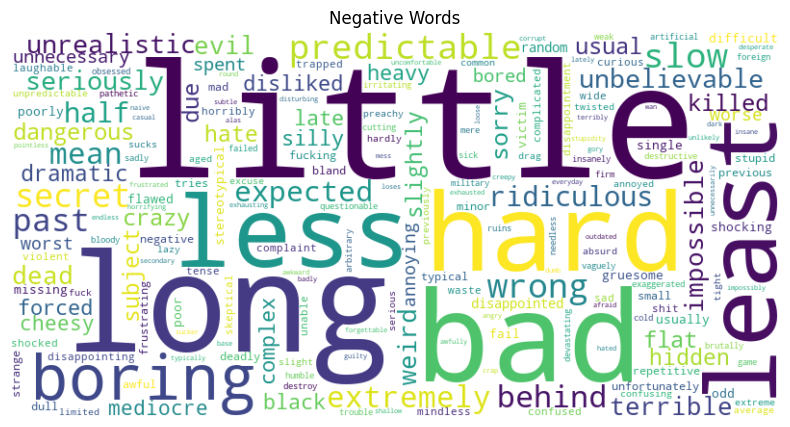 Negative Words
unrealistic
evil
predictable
random
usual
slow
difficult
weak
artificial
corrupt
desperate
foreign
unnecessary
laughable
obsessed
spent
trapped
uncomfortable
common
curious
unbelievable
seriously
unpredictable
pathetic
round
due
mad
subtle
disliked
heavy
bored
irritating
disappointment
sorry
wide
twisted
complicated
victim
killed
worse
half
poorly
horribly
naive
casual
disturbing
late
preachy
cutting
mere
loose
man
terribly
dark
little
dangerous
sucks
alas
hate
failed
silly
hardly
single
unlikely
insane
stupid
pointless
mean
sadly
aged
fucking
bland
mess
sick
drag
insanely
stupidity
gory
firm
destructive
previous
dramatic
tries
excuse
stereotypical
loses
slightly
creepy
military
everyday
annoyed
impossible
unnecessarily
least
secret
frustrated
flawed
horrifying
expected
questionable
exhausted
exhausting
minor
ridiculous
past
endless
crazy
less
hard
previously
shocking
worst
bloody
negative
lazy
secondary
subject
complaint
arbitrary
annoying
needless
ruins
outdated
absurd
vaguely
violent
dead
tense
awkward
badly
serious
typical
wrong
gruesome
exaggerated
missing
fuck
frustrating
poor
skeptical
long
weird
waste
disappointed
sad
small
tight
impossibly
forced
cheesy
unable
forgettable
bad
angry
afraid
shit
cold
usually
brutally
shocked
complex
base
guilty
fail
devastating
hated
flat
hidden
game
strange
disappointing
typically
deadly
slight
humble
destroy
awfully
crap
repetitive
boring
awful
extremely
behind
unfortunately
confusing
odd
extreme
dull
limited
mediocre
black
trouble
shallow
mindless
confused
terrible
average